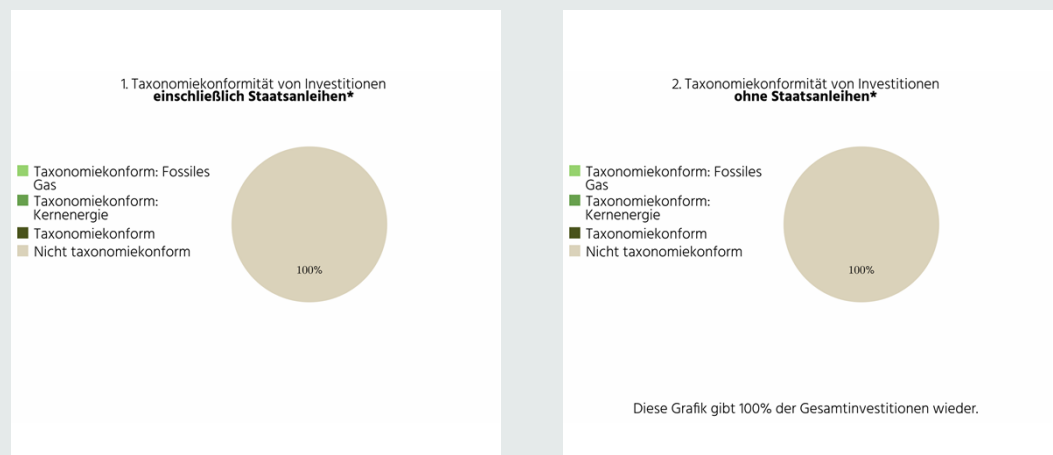 1. Taxonomiekonformität von Investitionen
einschließlich Staatsanleihen*
Taxonomiekonform: Fossiles
Gas
Taxonomiekonform:
Kernenergie
Taxonomiekonform
Nicht taxonomiekonform
100%
2. Taxonomiekonformität von Investitionen
ohne Staatsanleihen*
Taxonomiekonform: Fossiles
Gas
Taxonomiekonform:
Kernenergie
Taxonomiekonform
Nicht taxonomiekonform
100%
Diese Grafik gibt 100% der Gesamtinvestitionen wieder.